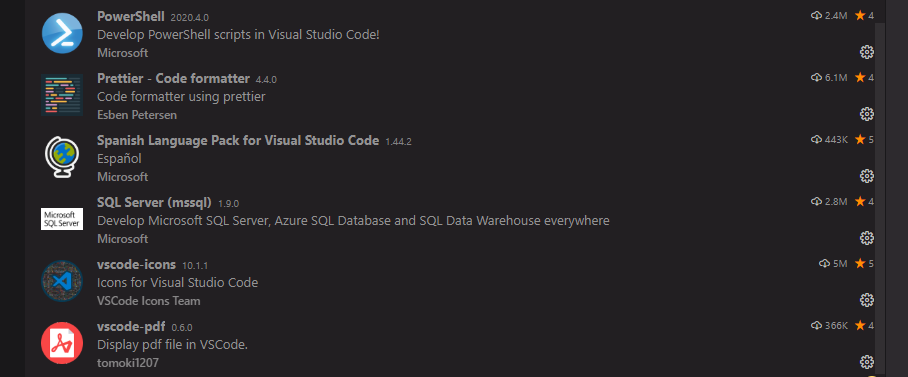 PowerShell 2020.4.0 2.4M 4
Develop PowerShell scripts in Visual Studio Code!
Microsoft
Prettier - Code formatter 4.4.0 6.1M 4
Code formatter using prettier
Esben Petersen
Spanish Language Pack for Visual Studio Code 1.44.2 443K 5
Español
Microsoft
SQL Server (mssql) 1.9.0 2.8M 4
Microsoft
SQL Server
Develop Microsoft SQL Server, Azure SQL Database and SQL Data Warehouse everywhere
Microsoft
vscode-icons 10.1.1 5M 5
Icons for Visual Studio Code
VSCode Icons Team
vscode-pdf 0.6.0 366K 4
Display pdf file in VSCode.
tomoki1207